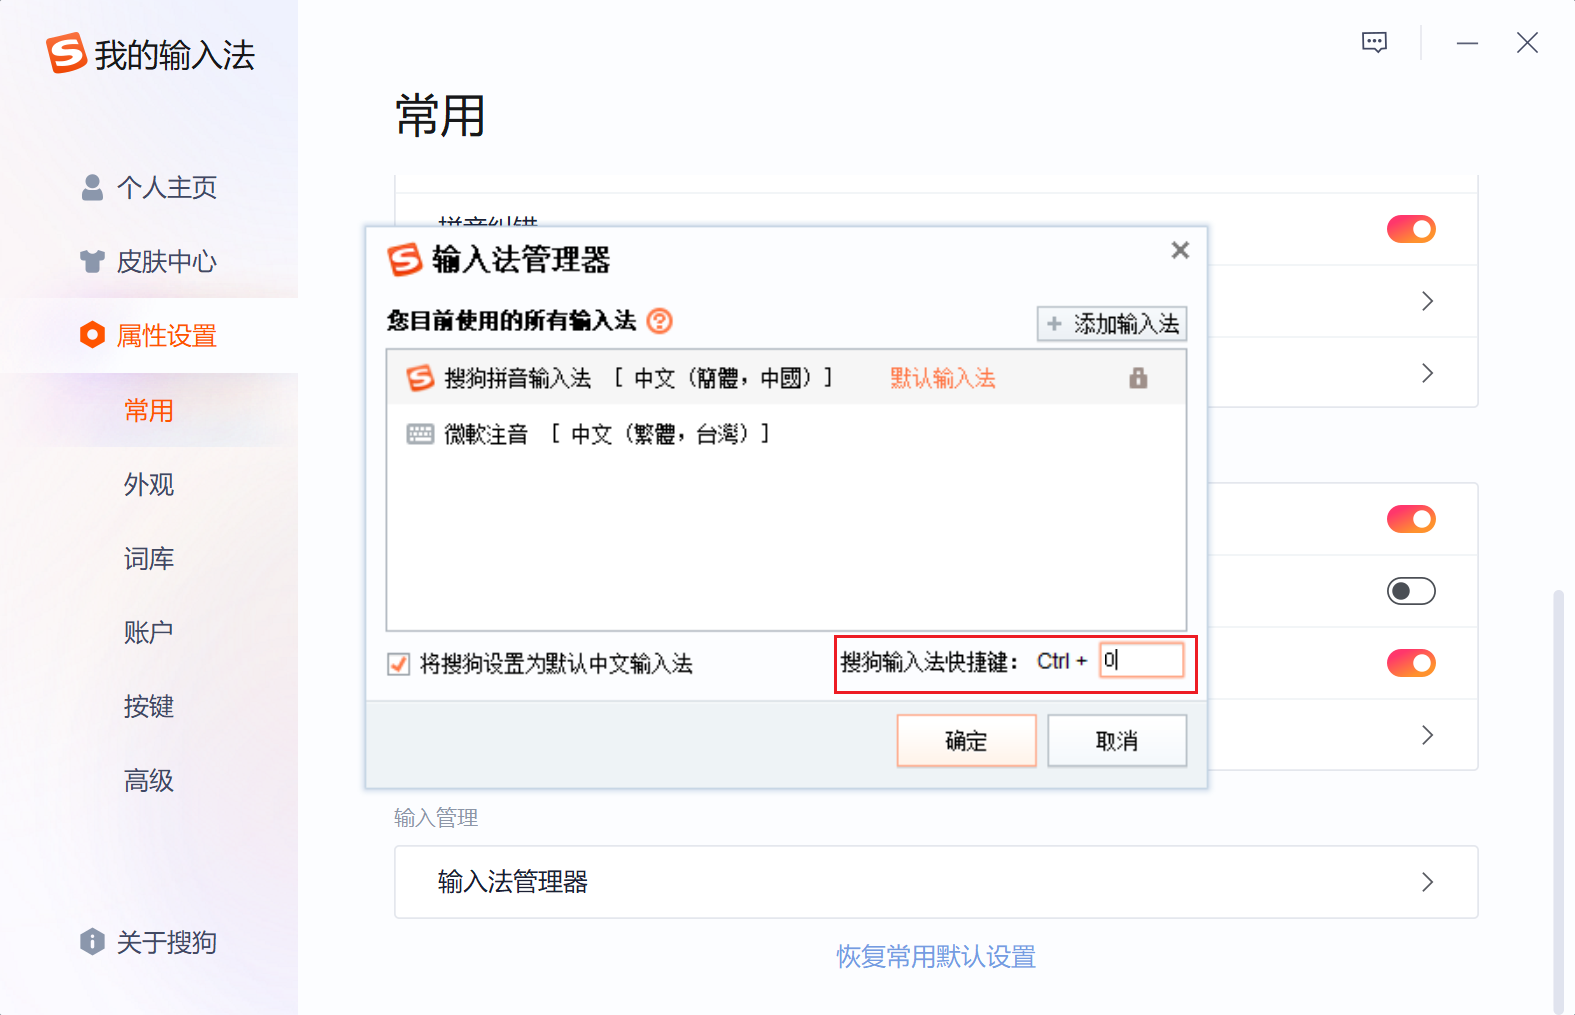 我的输入法
常用
个人主页
皮肤中心
属性设置
常用
外观
词库
账户
按键
高级
关于搜狗
拼音纠错
输入法管理器
您目前使用的所有输入法
+ 添加输入法
搜狗拼音输入法 [ 中文（簡體，中國）] 默认输入法
微軟注音 [ 中文（繁體，台灣）]
将搜狗设置为默认中文输入法
搜狗输入法快捷键： Ctrl + 0
确定
取消
输入管理
输入法管理器
恢复常用默认设置